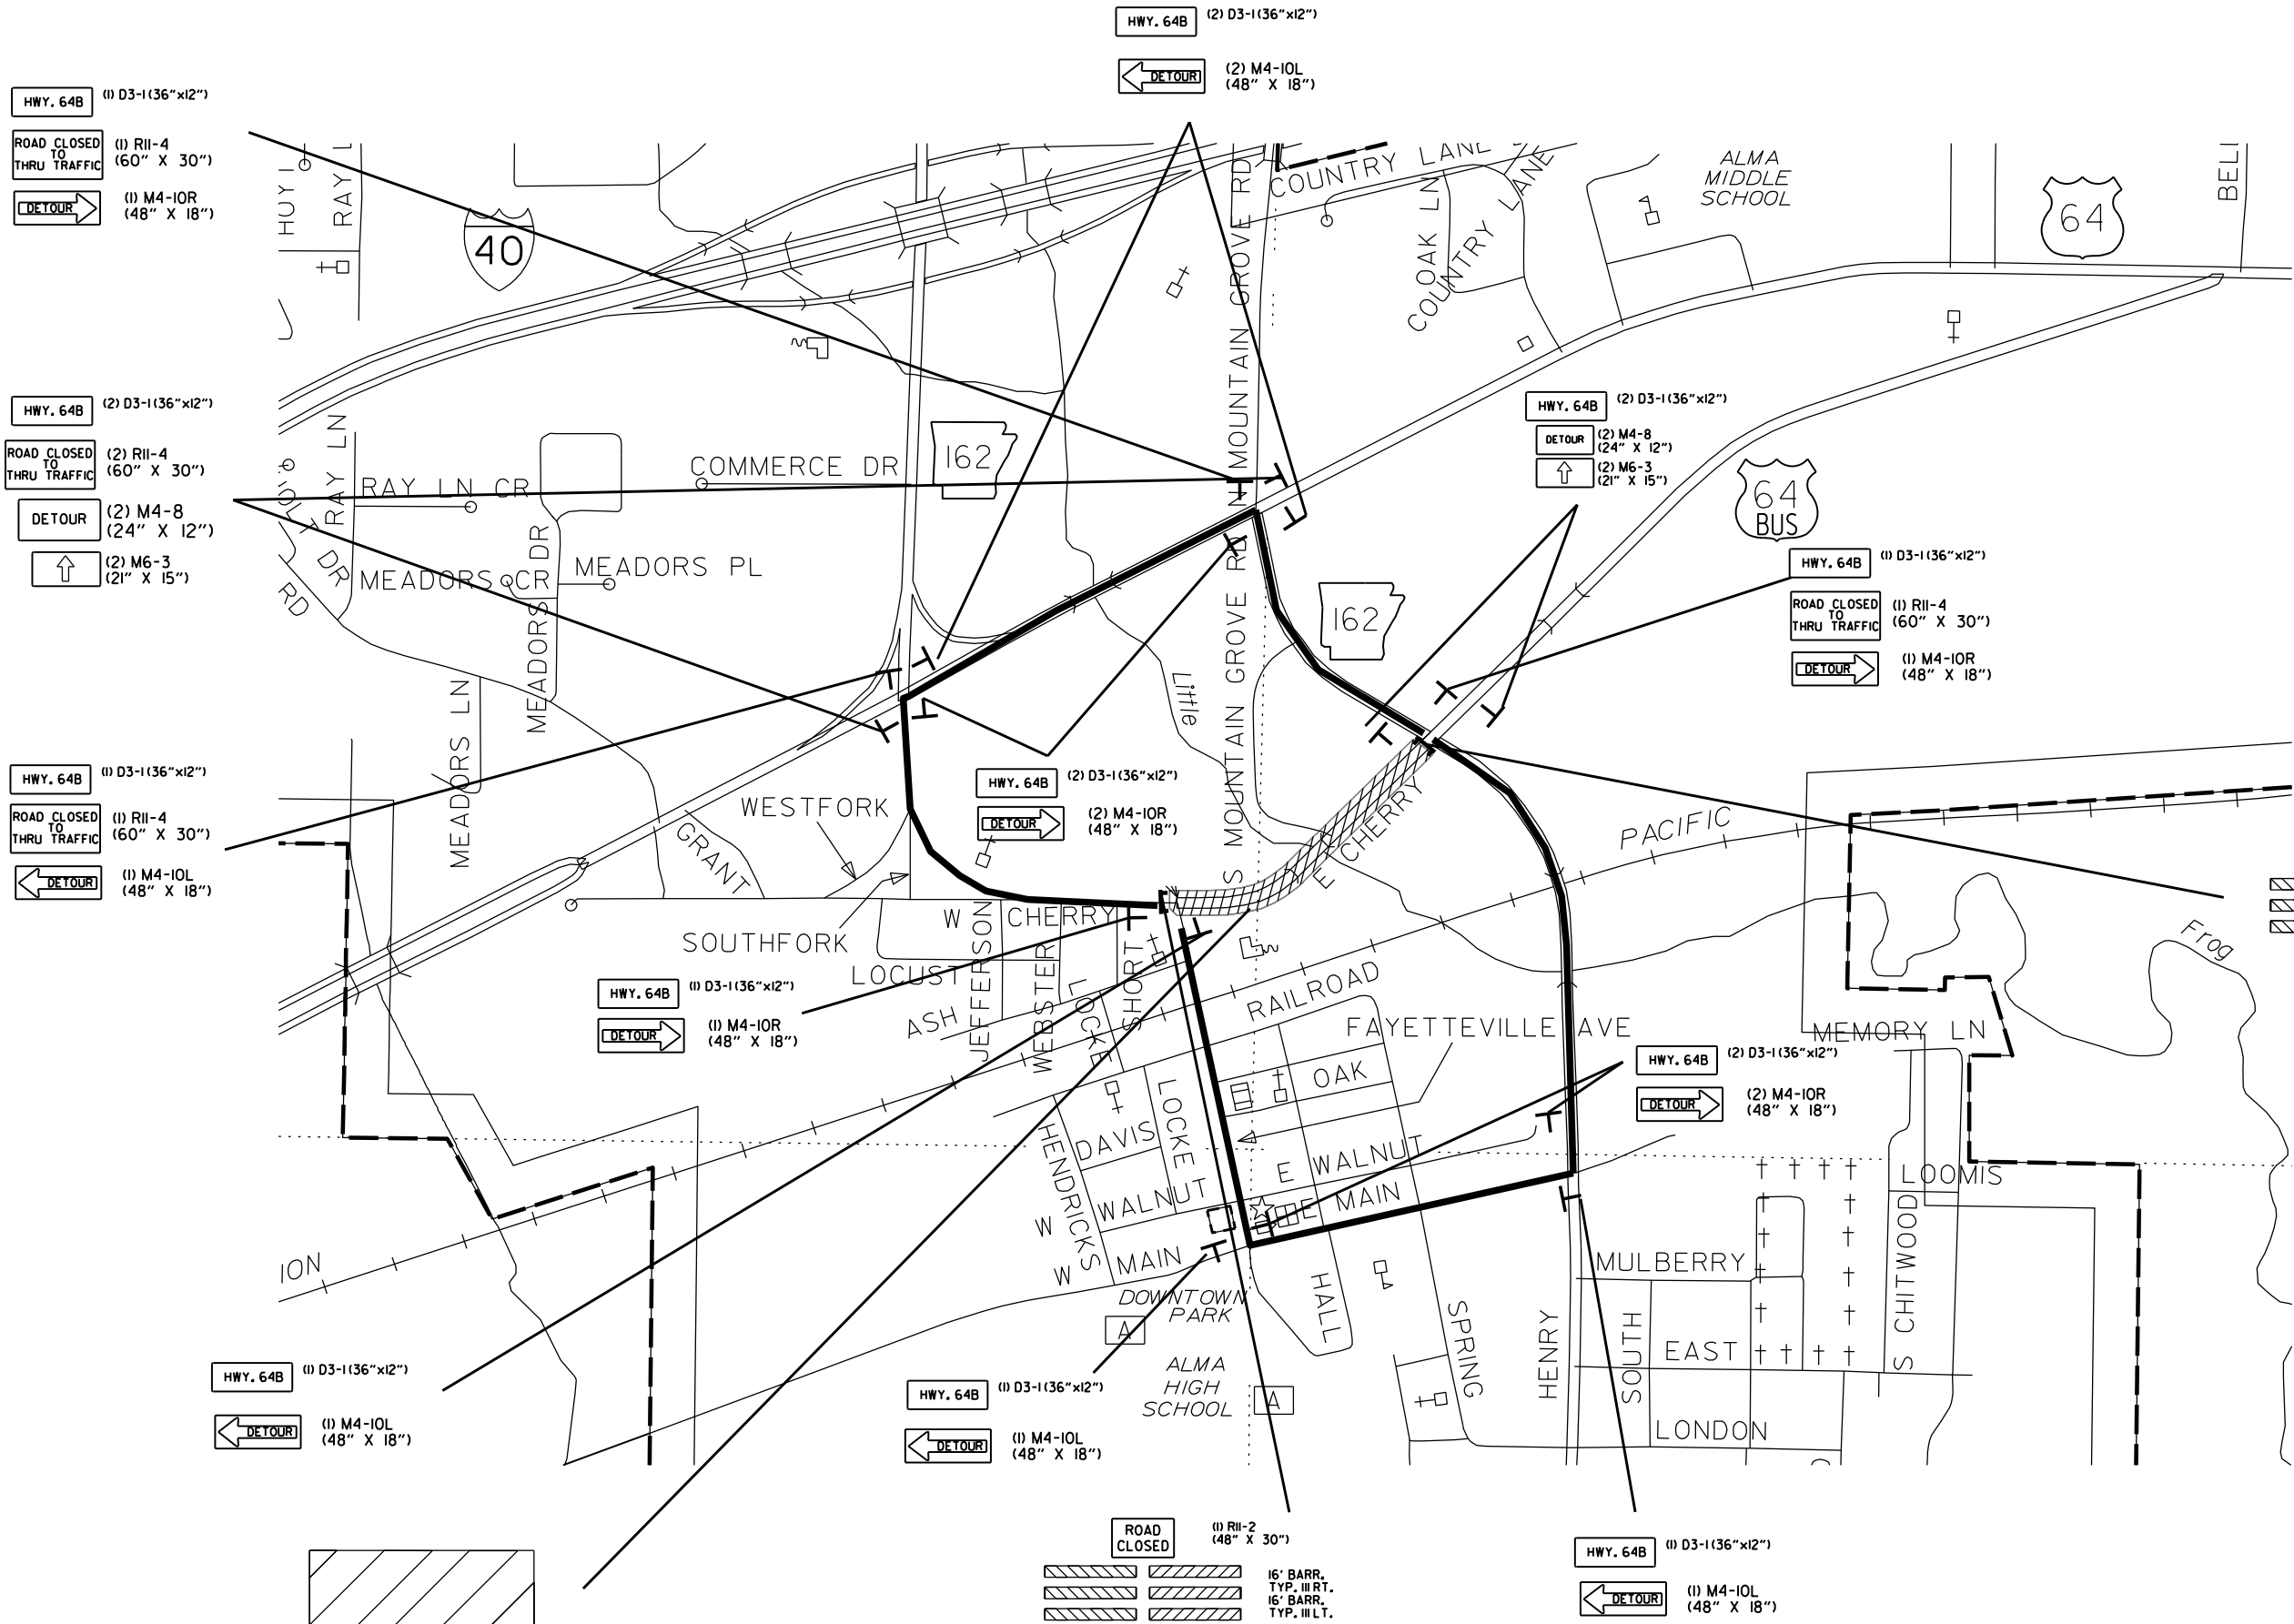 HWY. 64B
(2) D3-1(36"x12")
DETOUR
(2) M4-10L
(48" X 18")
HWY. 64B
(1) D3-1(36"x12")
ROAD CLOSED
TO
THRU TRAFFIC
(1) R11-4
(60" X 30")
DETOUR
(1) M4-10R
(48" X 18")
RAY L
40
N MOUNTAIN GROVE RD
COUNTRY LANE
OAK LN
COUNTRY LANE
ALMA
MIDDLE
SCHOOL
64
HWY. 64B
(2) D3-1(36"x12")
ROAD CLOSED
TO
THRU TRAFFIC
(2) R11-4
(60" X 30")
DETOUR
(2) M4-8
(24" X 12")
(2) M6-3
(21" X 15")
RAY LN
RAY LN CR
COMMERCE DR
162
HWY. 64B
(2) D3-1(36"x12")
DETOUR
(2) M4-8
(24" X 12")
(2) M6-3
(21" X 15")
64
BUS
DR
RD
MEADORS CR
MEADORS DR
MEADORS PL
162
HWY. 64B
(1) D3-1(36"x12")
ROAD CLOSED
TO
THRU TRAFFIC
(1) R11-4
(60" X 30")
DETOUR
(1) M4-10R
(48" X 18")
MEADORS LN
Little
S MOUNTAIN GROVE RD
HWY. 64B
(1) D3-1(36"x12")
ROAD CLOSED
TO
THRU TRAFFIC
(1) R11-4
(60" X 30")
DETOUR
(1) M4-10L
(48" X 18")
WESTFORK
GRANT
HWY. 64B
(2) D3-1(36"x12")
DETOUR
(2) M4-10R
(48" X 18")
E CHERRY
PACIFIC
W CHERRY
SOUTHFORK
LOCUST
JEFFERSON
WEBSTER
LOCKE
SHORT
ASH
RAILROAD
Frog
HWY. 64B
(1) D3-1(36"x12")
DETOUR
(1) M4-10R
(48" X 18")
FAYETTEVILLE AVE
MEMORY LN
OAK
HWY. 64B
(2) D3-1(36"x12")
DETOUR
(2) M4-10R
(48" X 18")
HENDRICKS
DAVIS
LOCKE
E WALNUT
W WALNUT
E MAIN
LOOMIS
S CHITWOOD
ION
W MAIN
MULBERRY
DOWNTOWN
PARK
A
HALL
SPRING
HENRY
SOUTH
EAST
ALMA
HIGH
SCHOOL
A
LONDON
HWY. 64B
(1) D3-1(36"x12")
DETOUR
(1) M4-10L
(48" X 18")
HWY. 64B
(1) D3-1(36"x12")
DETOUR
(1) M4-10L
(48" X 18")
ROAD
CLOSED
(1) R11-2
(48" X 30")
16' BARR.
TYP. III RT.
16' BARR.
TYP. III LT.
HWY. 64B
(1) D3-1(36"x12")
DETOUR
(1) M4-10L
(48" X 18")